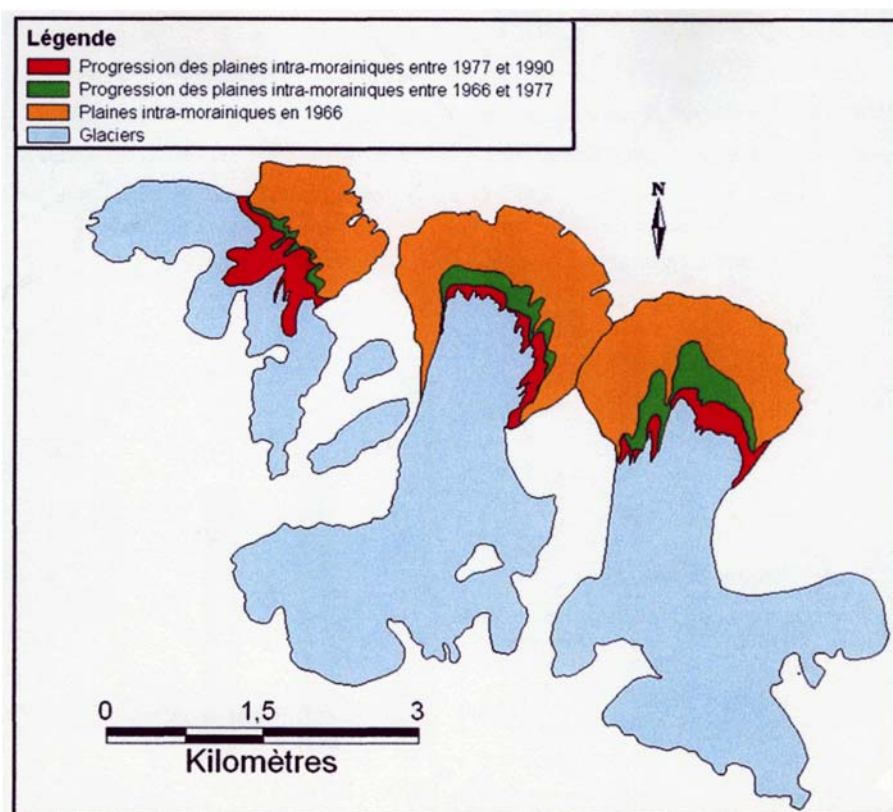 Légende
Progression des plaines intra-morainiques entre 1977 et 1990
Progression des plaines intra-morainiques entre 1966 et 1977
Plaines intra-morainiques en 1966
Glaciers
N
0 1,5 3
Kilomètres